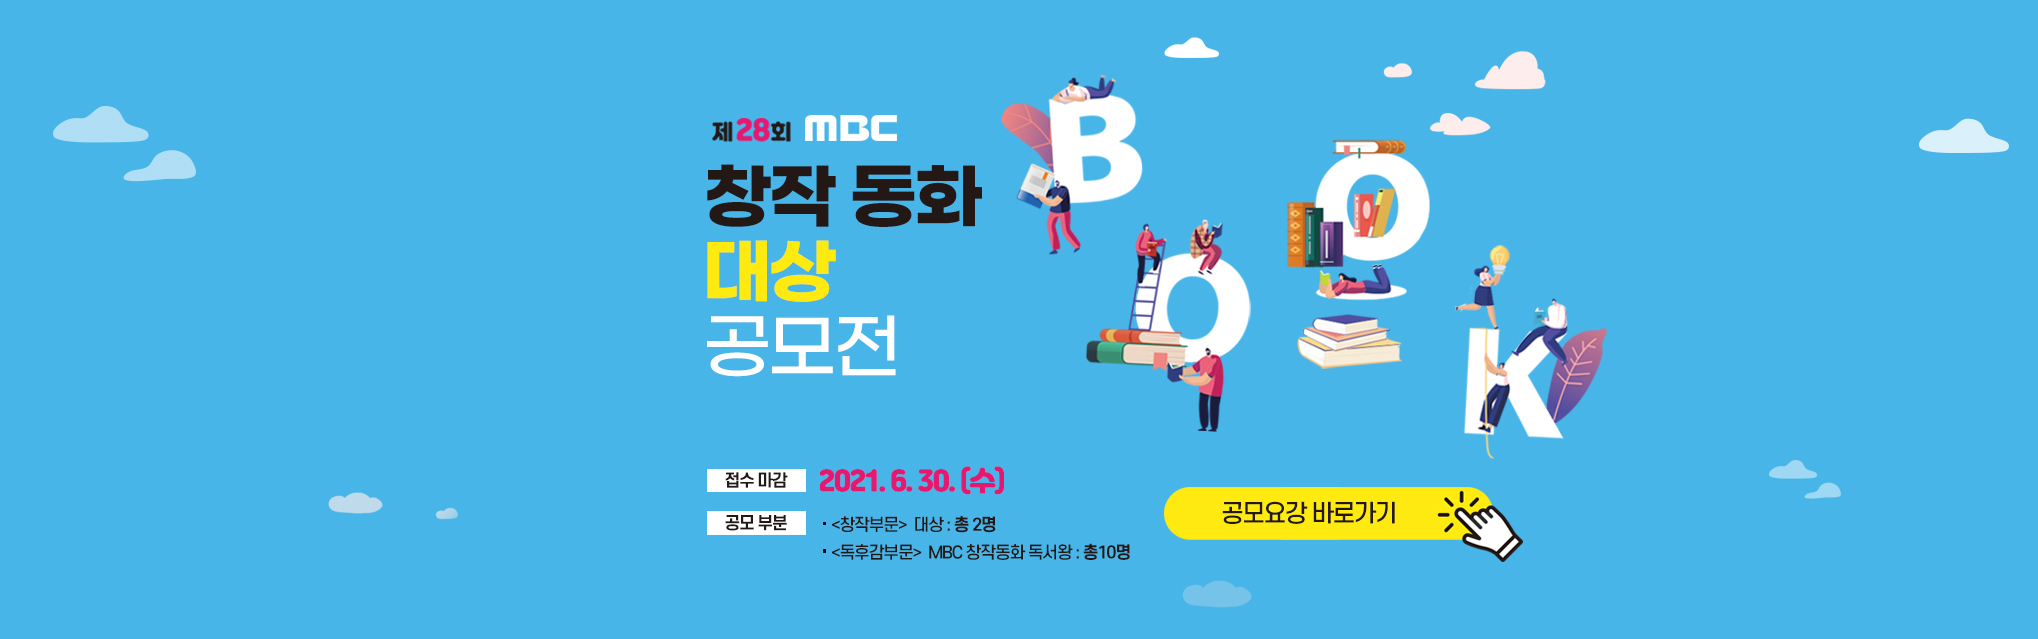 제28회 MBC
창작 동화
대상
공모전
BOOK
접수 마감 2021. 6. 30. (수)
공모 부분 · <창작부문> 대상 : 총 2명
· <독후감부문> MBC 창작동화 독서왕 : 총10명
공모요강 바로가기